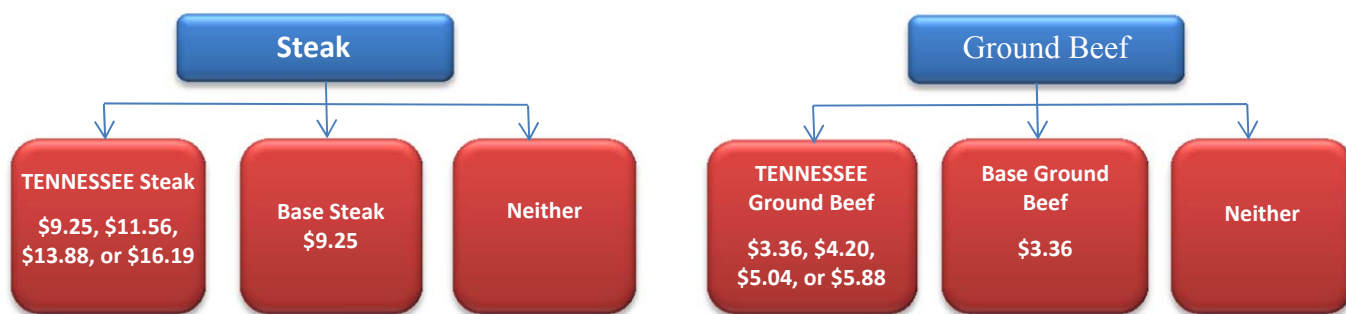 Steak
TENNESSEE Steak
$9.25, $11.56,
$13.88, or $16.19
Base Steak
$9.25
Neither
Ground Beef
TENNESSEE
Ground Beef
$3.36, $4.20,
$5.04, or $5.88
Base Ground
Beef
$3.36
Neither